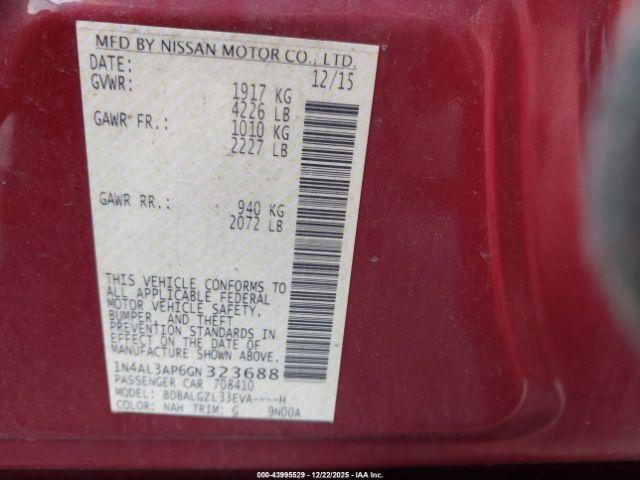 MFD BY NISSAN MOTOR CO., LTD.
DATE: 12/15
GVWR: 1917 KG
4226 LB
GAWR FR.: 1010 KG
2227 LB
GAWR RR.: 940 KG
2072 LB
THIS VEHICLE CONFORMS TO
ALL APPLICABLE FEDERAL
MOTOR VEHICLE SAFETY,
BUMPER, AND THEFT
PREVENTION STANDARDS IN
EFFECT ON THE DATE OF
MANUFACTURE SHOWN ABOVE.
1N4AL3AP6GN323688
PASSENGER CAR 708410
MODEL: BDBALGZL33EVA----H
COLOR: NAH TRIM: G 9N00A
000-43995529 - 12/22/2025 - IAAI.COM